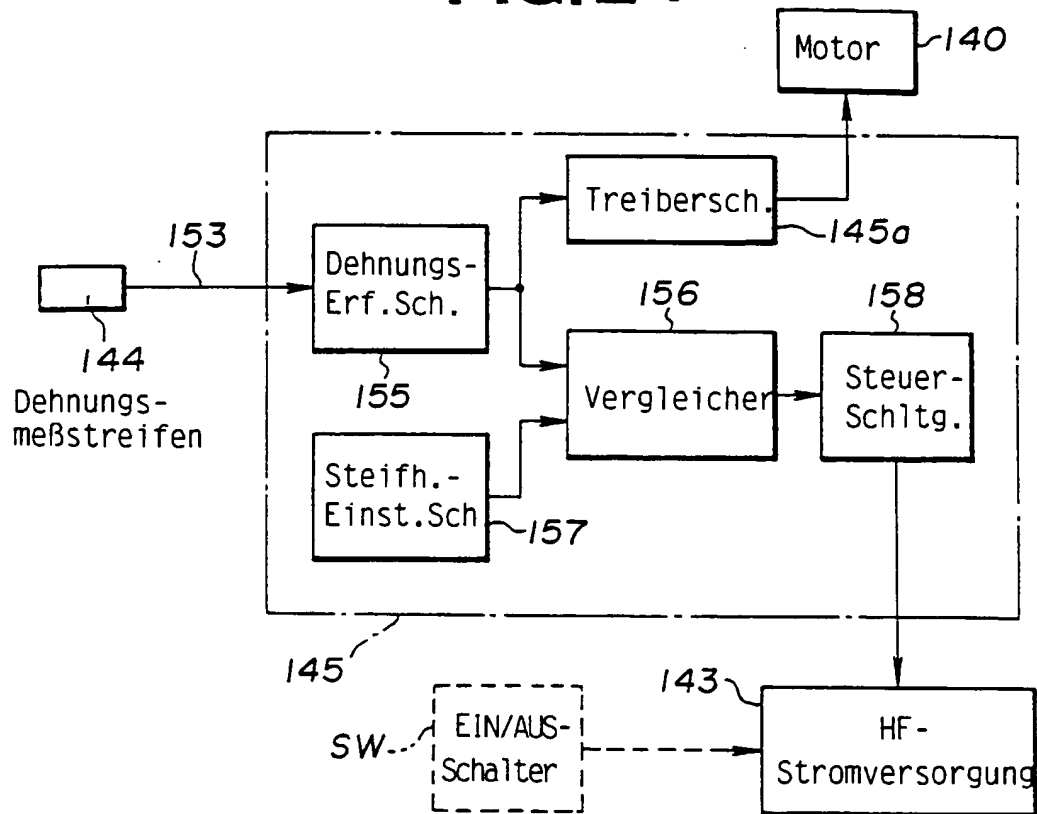 Motor
140
Treibersch.
145a
153
Dehnungs-
Erf.Sch.
155
144
Dehnungs-
meßstreifen
156
Vergleicher
158
Steuer-
Schltg.
Steifh.-
Einst.Sch
157
145
SW
EIN/AUS-
Schalter
143
HF-
Stromversorgung